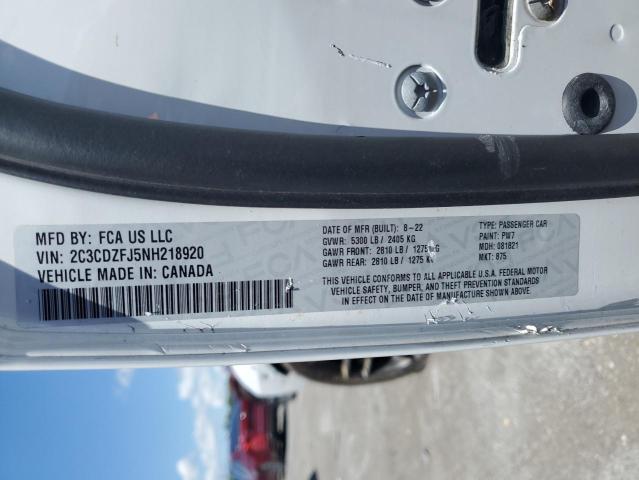 MFD BY: FCA US LLC
VIN: 2C3CDZFJ5NH218920
VEHICLE MADE IN: CANADA
DATE OF MFR (BUILT): 8-22
GVWR: 5300 LB / 2405 KG
GAWR FRONT: 2810 LB / 1275 KG
GAWR REAR: 2810 LB / 1275 KG
TYPE: PASSENGER CAR
PAINT: PW7
MDH: 081821
MKT: 875
THIS VEHICLE CONFORMS TO ALL APPLICABLE U.S.A. FEDERAL MOTOR
VEHICLE SAFETY, BUMPER, AND THEFT PREVENTION STANDARDS
IN EFFECT ON THE DATE OF MANUFACTURE SHOWN ABOVE.